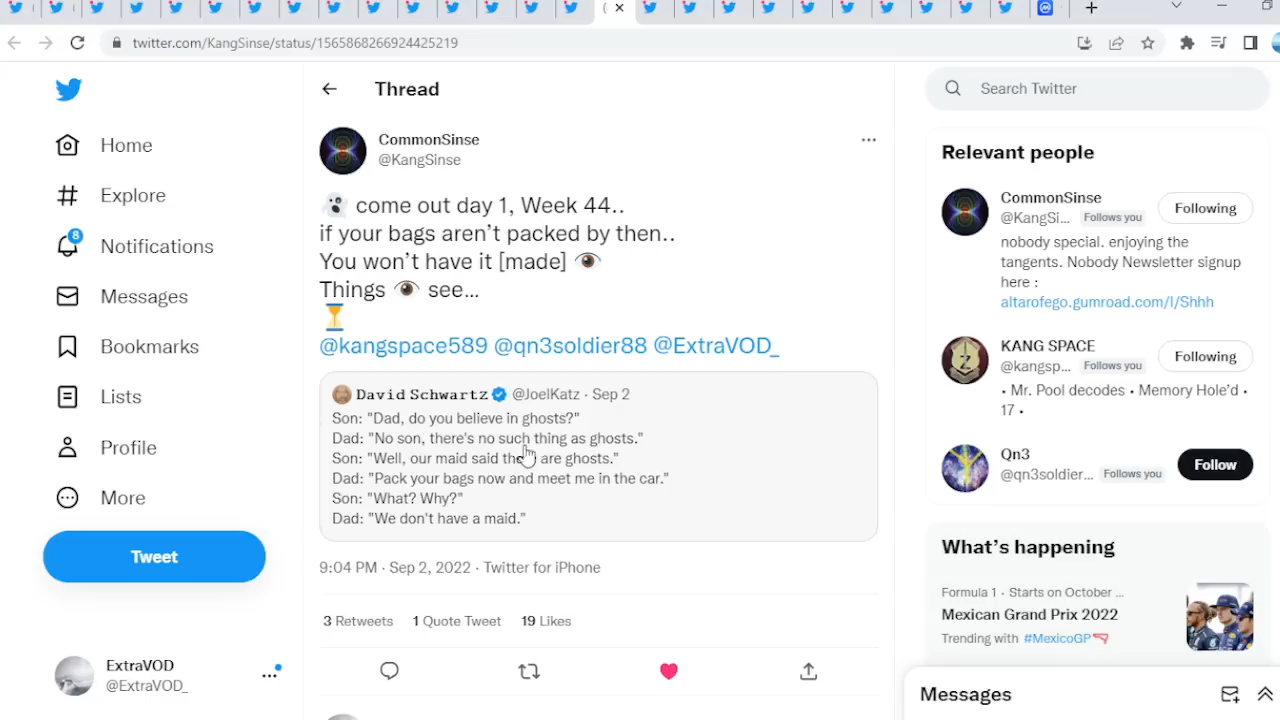 twitter.com/KangSinse/status/1565868266924425219
Home
Explore
8
Notifications
Messages
Bookmarks
Lists
Profile
More
Tweet
ExtraVOD
@ExtraVOD_
Thread
CommonSinse
@KangSinse
👻 come out day 1, Week 44..
if your bags aren’t packed by then..
You won’t have it [made] 👁
Things 👁 see...
⏳
@kangspace589 @qn3soldier88 @ExtraVOD_
David Schwartz @JoelKatz · Sep 2
Son: "Dad, do you believe in ghosts?"
Dad: "No son, there's no such thing as ghosts."
Son: "Well, our maid said the are ghosts."
Dad: "Pack your bags now and meet me in the car."
Son: "What? Why?"
Dad: "We don't have a maid."
9:04 PM · Sep 2, 2022 · Twitter for iPhone
3 Retweets 1 Quote Tweet 19 Likes
Search Twitter
Relevant people
CommonSinse
@KangSi... Follows you
Following
nobody special. enjoying the
tangents. Nobody Newsletter signup
here :
altarofego.gumroad.com/l/Shhh
KANG SPACE
@kangsp... Follows you
Following
• Mr. Pool decodes • Memory Hole’d •
17 •
Qn3
@qn3soldier... Follows you
Follow
What’s happening
Formula 1 · Starts on October ...
Mexican Grand Prix 2022
Trending with #MexicoGP
Messages